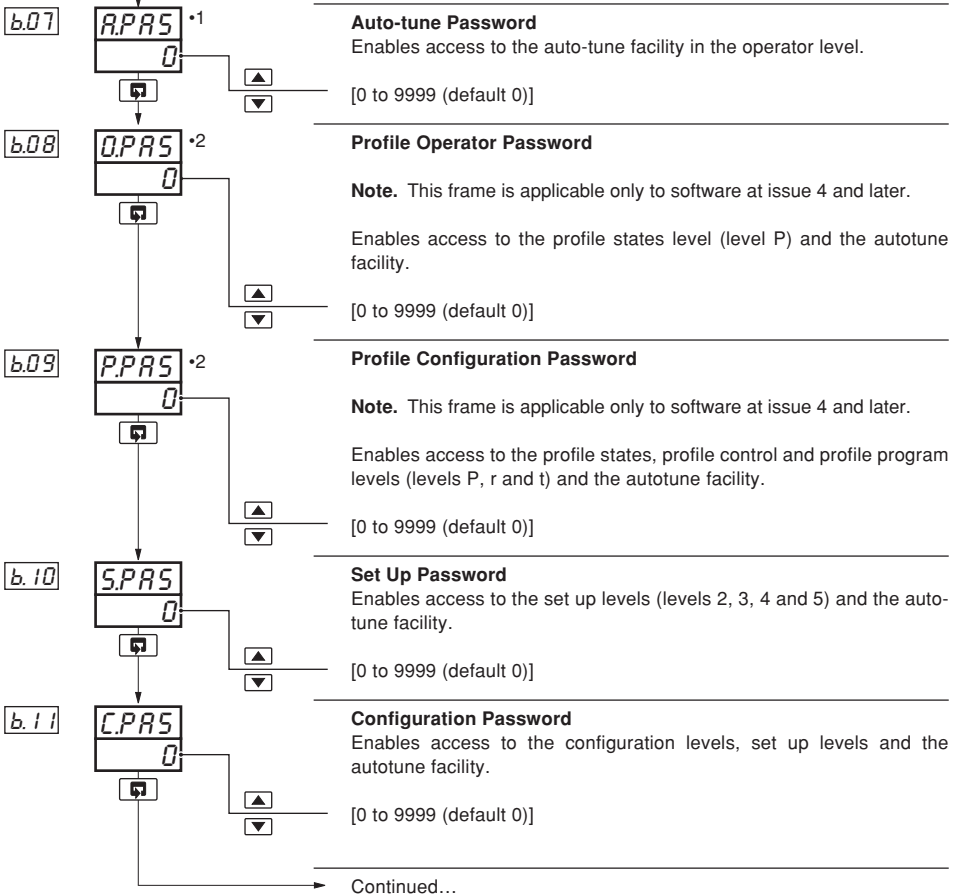 b.07
A.PAS •1
0
Auto-tune Password
Enables access to the auto-tune facility in the operator level.
[0 to 9999 (default 0)]
b.08
O.PAS •2
0
Profile Operator Password
Note. This frame is applicable only to software at issue 4 and later.
Enables access to the profile states level (level P) and the autotune
facility.
[0 to 9999 (default 0)]
b.09
P.PAS •2
0
Profile Configuration Password
Note. This frame is applicable only to software at issue 4 and later.
Enables access to the profile states, profile control and profile program
levels (levels P, r and t) and the autotune facility.
[0 to 9999 (default 0)]
b.10
S.PAS
0
Set Up Password
Enables access to the set up levels (levels 2, 3, 4 and 5) and the auto-
tune facility.
[0 to 9999 (default 0)]
b.11
C.PAS
0
Configuration Password
Enables access to the configuration levels, set up levels and the
autotune facility.
[0 to 9999 (default 0)]
Continued…